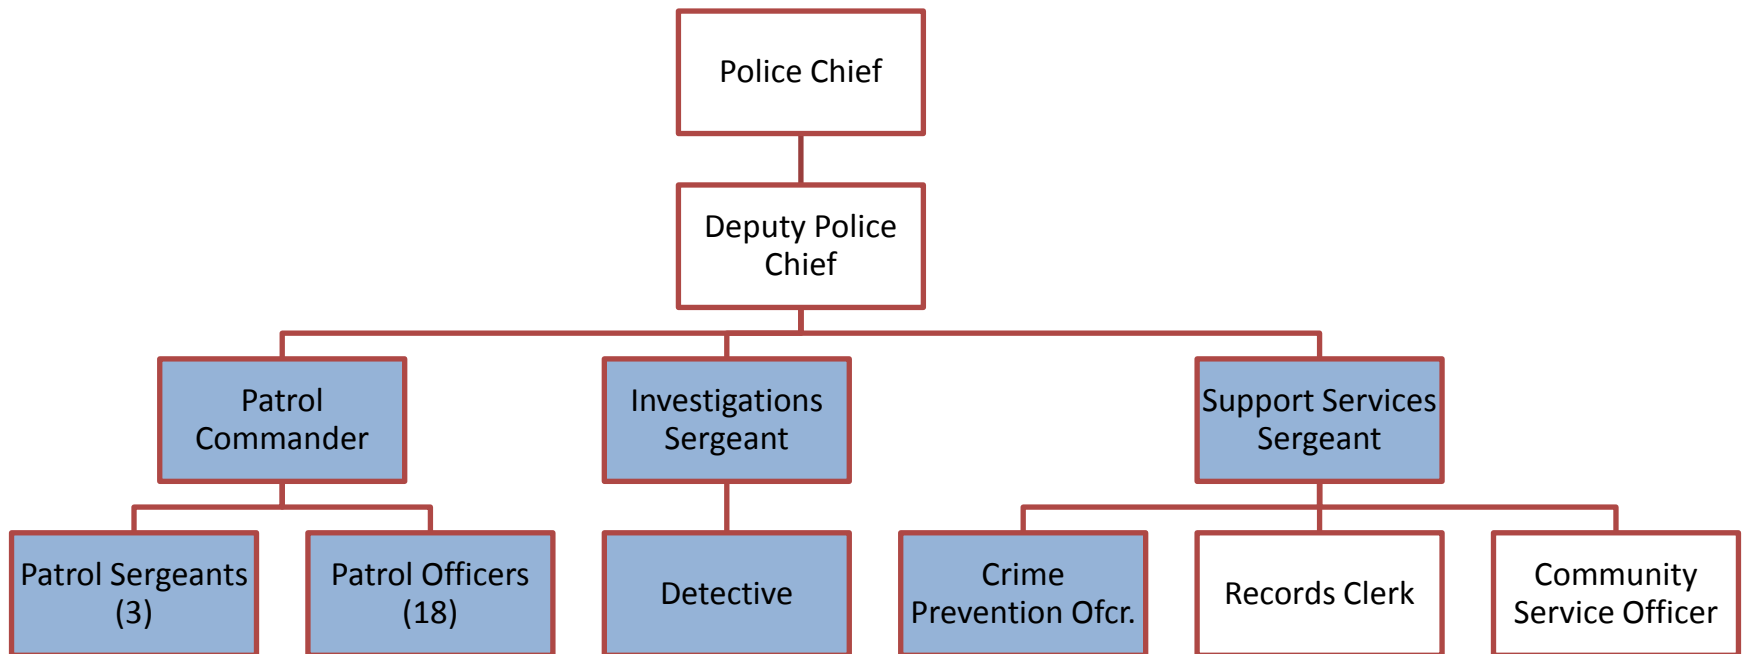 Police Chief
Deputy Police
Chief
Patrol
Commander
Investigations
Sergeant
Support Services
Sergeant
Patrol Sergeants
(3)
Patrol Officers
(18)
Detective
Crime
Prevention Ofcr.
Records Clerk
Community
Service Officer